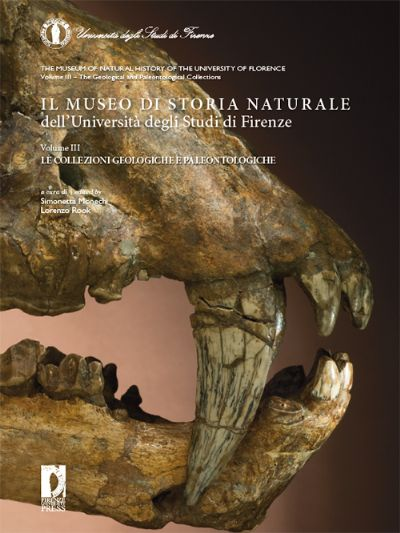 Università degli Studi di Firenze
THE MUSEUM OF NATURAL HISTORY OF THE UNIVERSITY OF FLORENCE
Volume III – The Geological and Paleontological Collections
IL MUSEO DI STORIA NATURALE
dell'Università degli Studi di Firenze
Volume III
LE COLLEZIONI GEOLOGICHE E PALEONTOLOGICHE
a cura di / edited by
Simonetta Monechi
Lorenzo Rook
FIRENZE
UNIVERSITY
PRESS